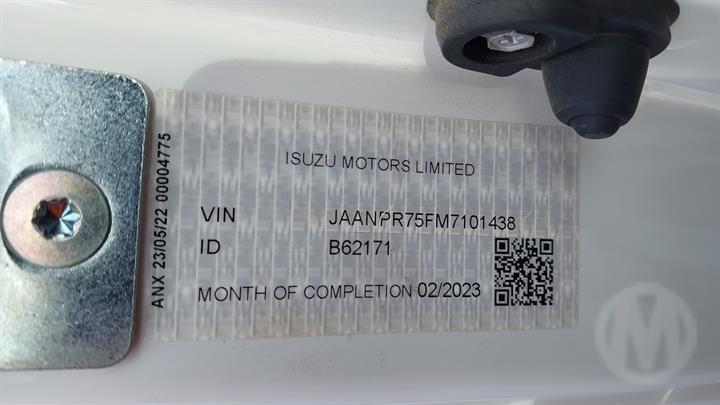 ISUZU MOTORS LIMITED
VIN JAANPR75FM7101438
ID B62171
MONTH OF COMPLETION 02/2023
ANX 23/05/22 00004775
M